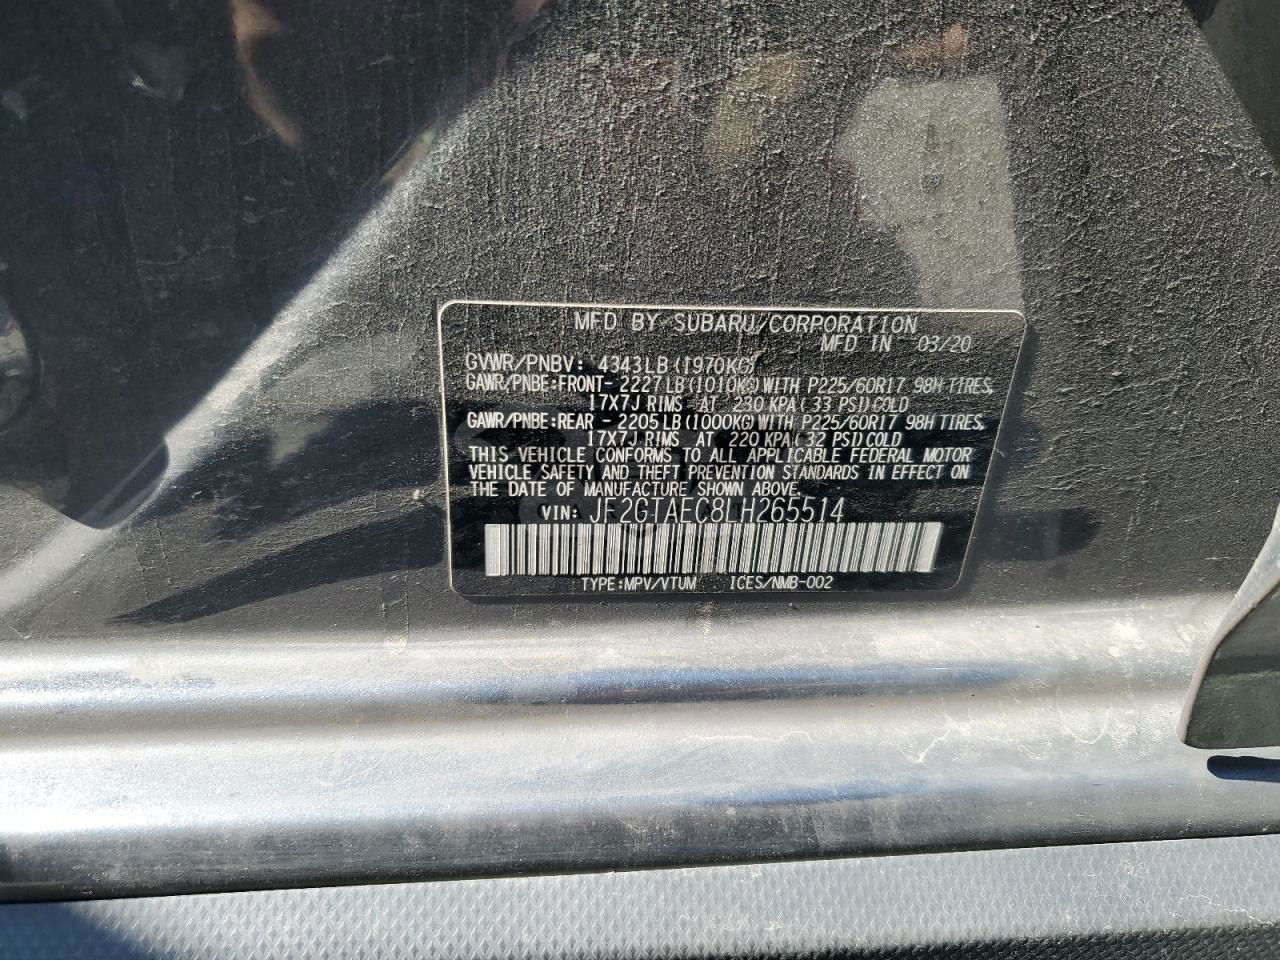 MFD BY SUBARU CORPORATION
MFD IN 03/20
GVWR/PNBV: 4343LB(1970KG)
GAWR/PNBE:FRONT- 2227LB(1010KG)WITH P225/60R17 98H TIRES,
17X7J RIMS AT 230 KPA(33 PSI)COLD
GAWR/PNBE:REAR - 2205LB(1000KG)WITH P225/60R17 98H TIRES,
17X7J RIMS AT 220 KPA(32 PSI)COLD
THIS VEHICLE CONFORMS TO ALL APPLICABLE FEDERAL MOTOR
VEHICLE SAFETY AND THEFT PREVENTION STANDARDS IN EFFECT ON
THE DATE OF MANUFACTURE SHOWN ABOVE.
VIN: JF2GTAEC8LH265514
TYPE:MPV/VTUM ICES/NMB-002